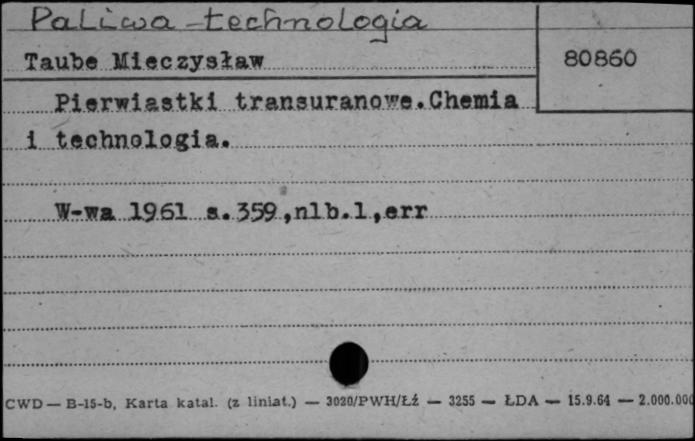 Paliwa - technologia
Taube Mieczysław
80860
Pierwiastki transuranowe.Chemia
i technologia.
W-wa 1961 s.359,nlb.1,err
CWD — B-15-b, Karta katal. (z liniat.) — 3020/PWH/Łź — 3255 — ŁDA — 15.9.64 — 2.000.000